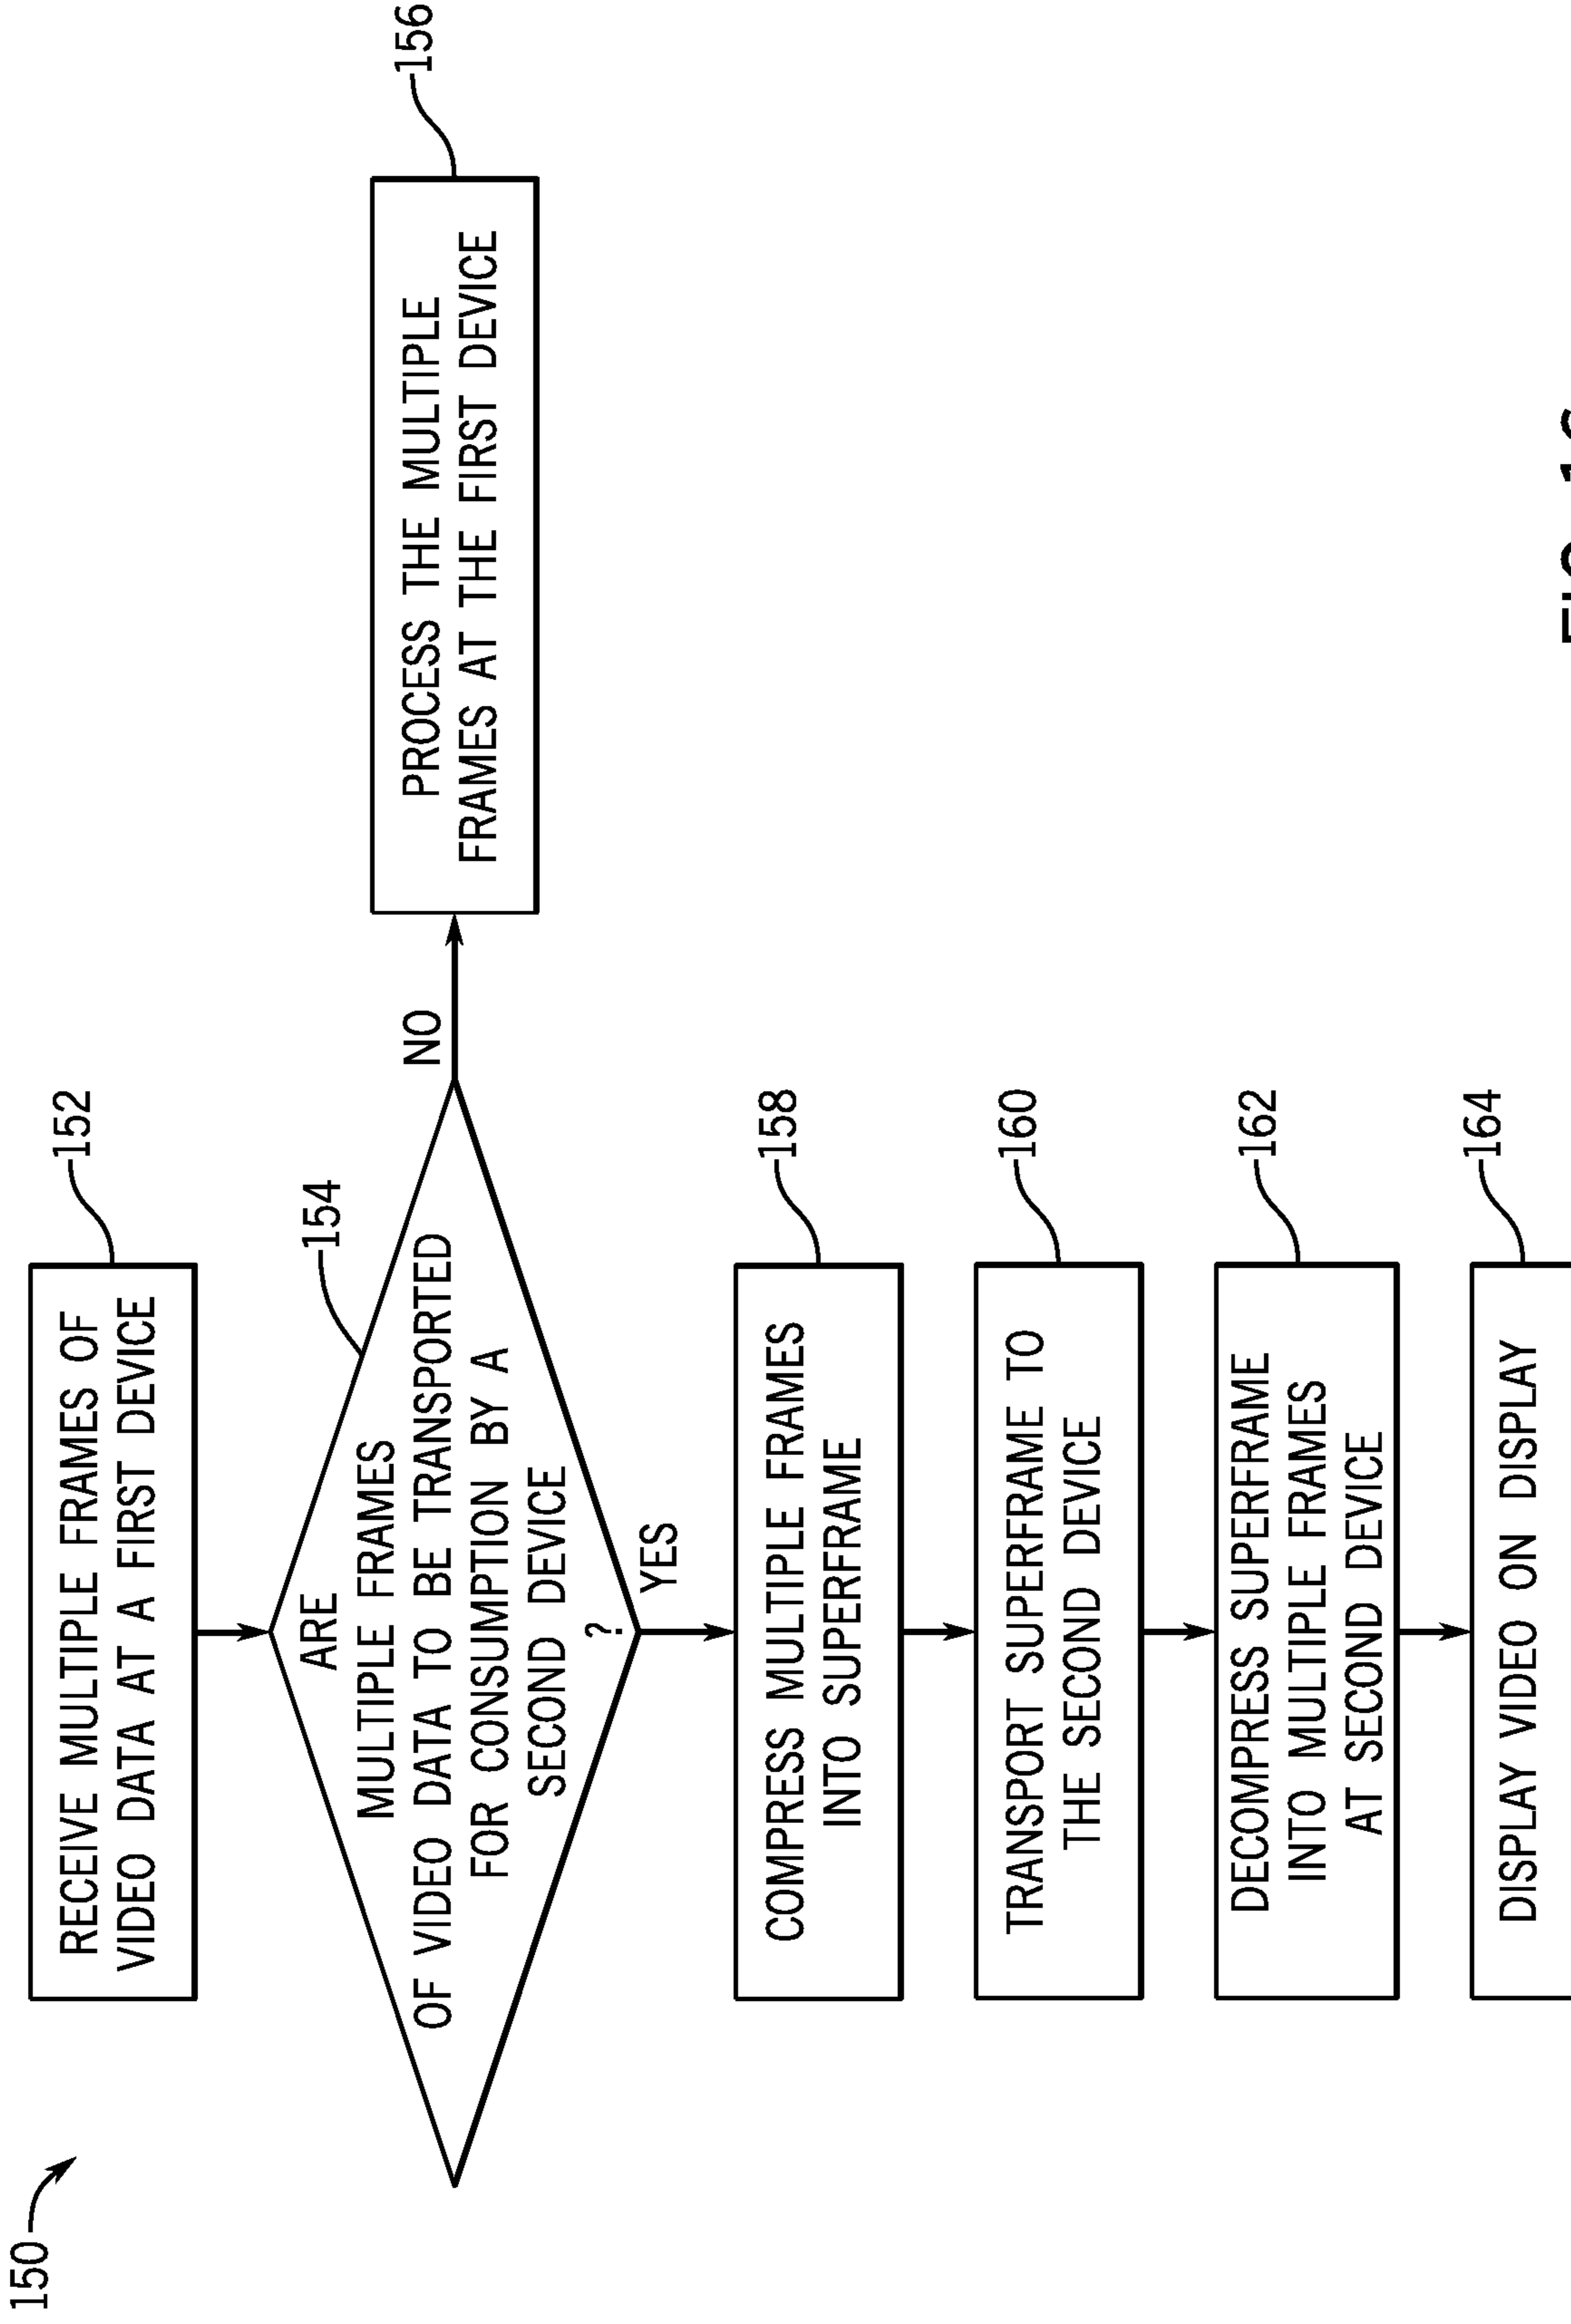 150
RECEIVE MULTIPLE FRAMES OF
VIDEO DATA AT A FIRST DEVICE
152
ARE
MULTIPLE FRAMES
OF VIDEO DATA TO BE TRANSPORTED
FOR CONSUMPTION BY A
SECOND DEVICE
?
154
NO
PROCESS THE MULTIPLE
FRAMES AT THE FIRST DEVICE
156
YES
COMPRESS MULTIPLE FRAMES
INTO SUPERFRAME
158
TRANSPORT SUPERFRAME TO
THE SECOND DEVICE
160
DECOMPRESS SUPERFRAME
INTO MULTIPLE FRAMES
AT SECOND DEVICE
162
DISPLAY VIDEO ON DISPLAY
164
FIG